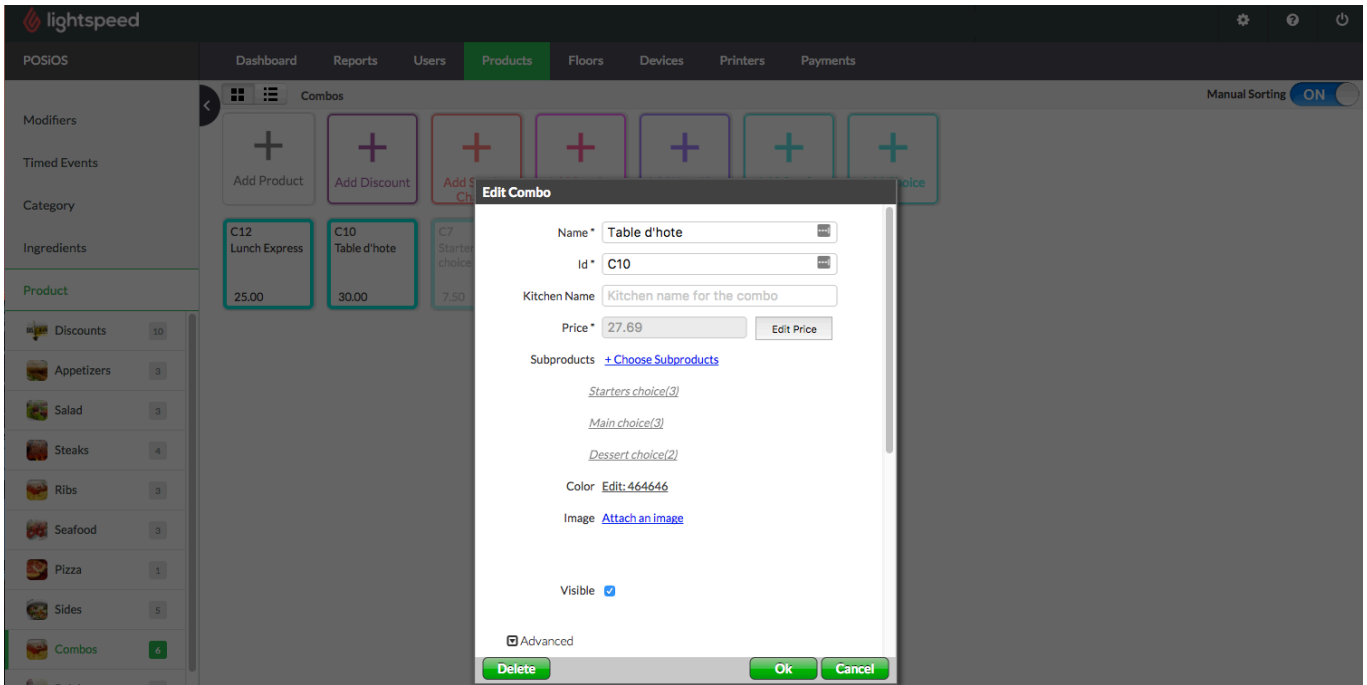 lightspeed
POSIOS
Dashboard Reports Users Products Floors Devices Printers Payments
Combos
Manual Sorting ON
Modifiers
Timed Events
Category
Ingredients
Product
Discounts 10
Appetizers 3
Salad 3
Steaks 4
Ribs 3
Seafood 3
Pizza 1
Sides 5
Combos 6
Add Product
Add Discount
Add
C12
Lunch Express
25.00
C10
Table d'hote
30.00
C7
Starter
choice
7.50
Edit Combo
Name * Table d'hote
Id * C10
Kitchen Name Kitchen name for the combo
Price * 27.69 Edit Price
Subproducts + Choose Subproducts
Starters choice(3)
Main choice(3)
Dessert choice(2)
Color Edit: 464646
Image Attach an image
Visible
Advanced
Delete Ok Cancel